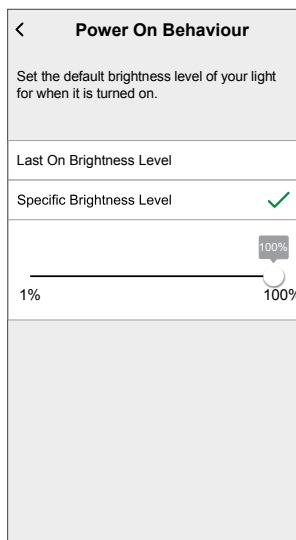 Power On Behaviour
Set the default brightness level of your light
for when it is turned on.
Last On Brightness Level
Specific Brightness Level
100%
1% 100%